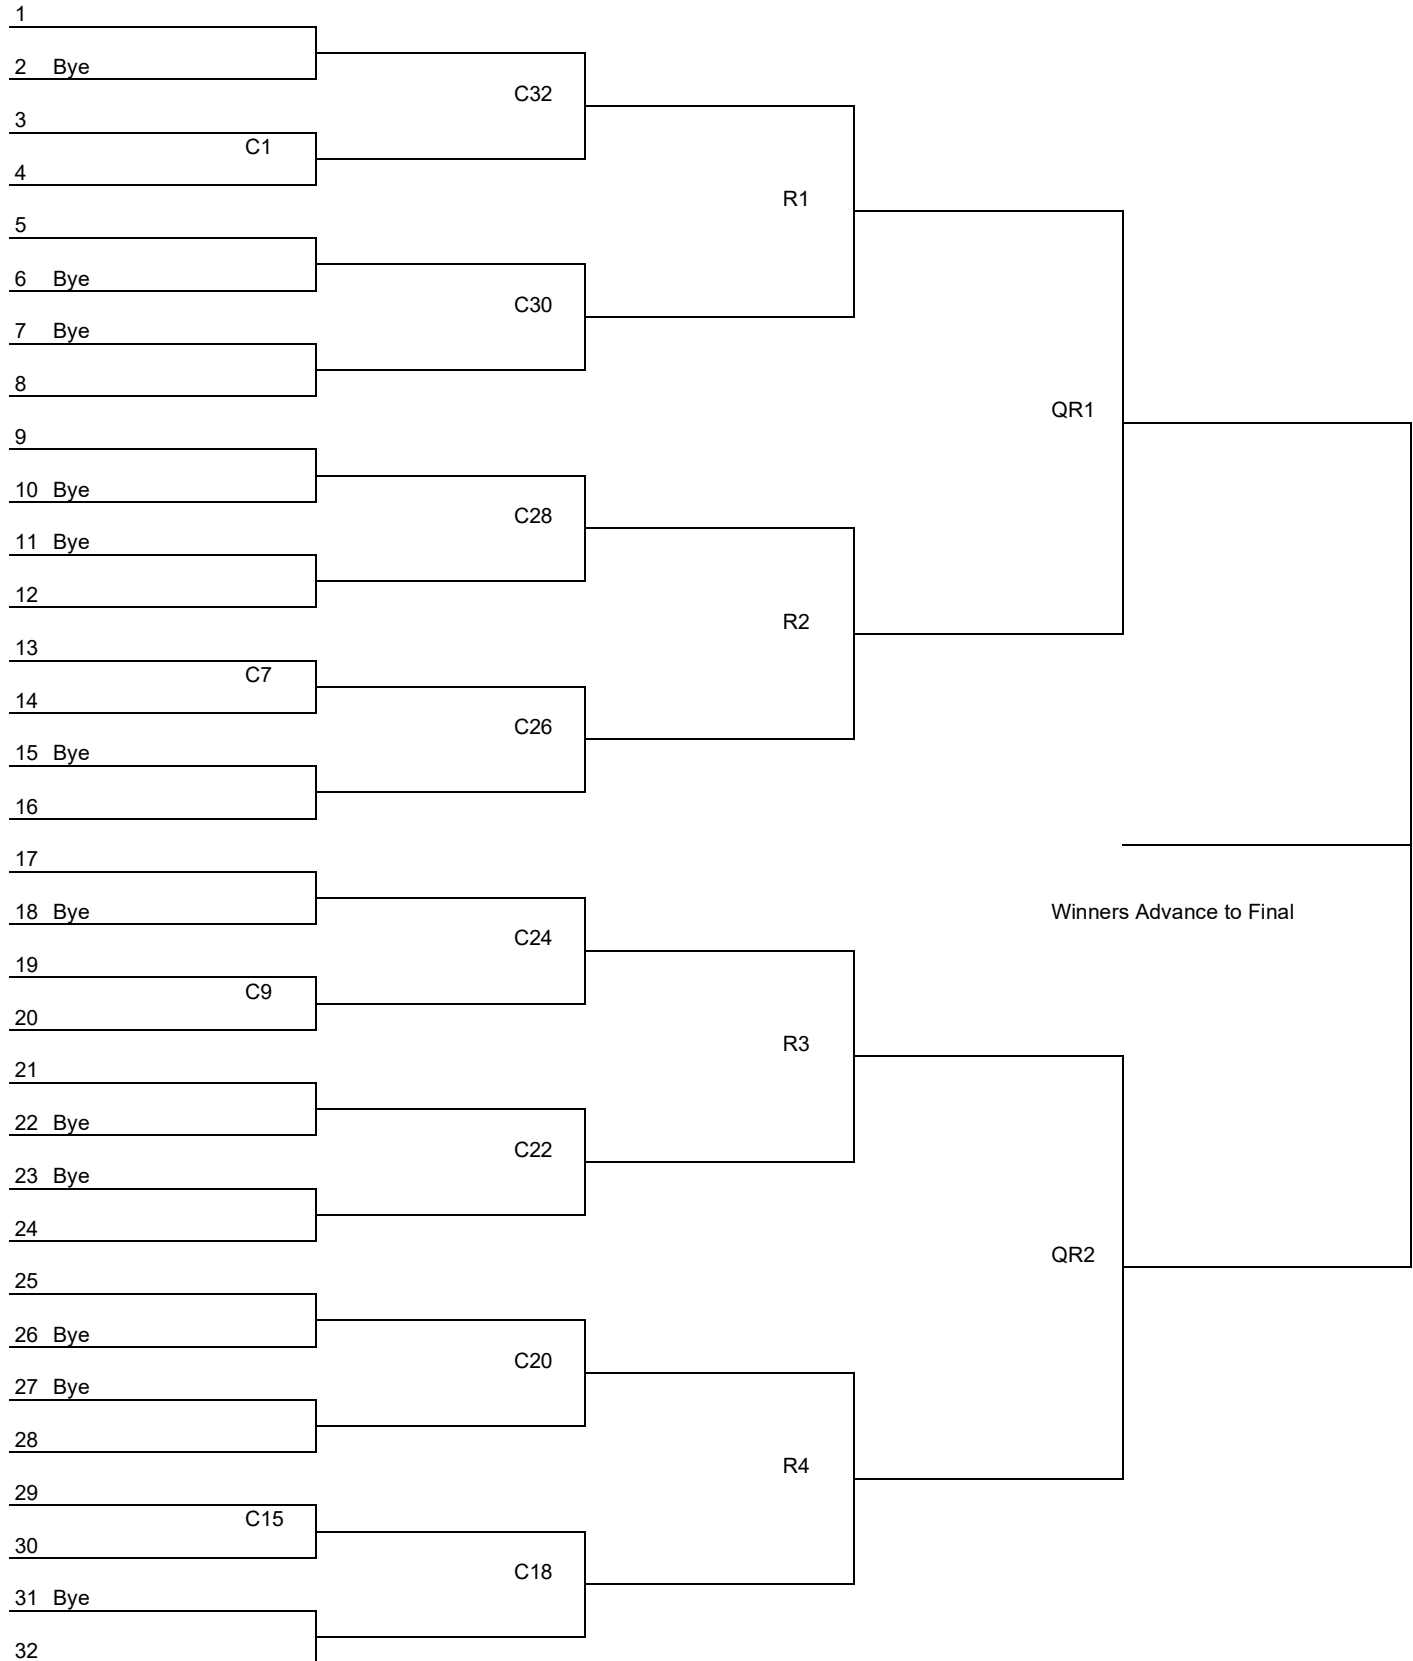 1
2 Bye
C32
3
C1
4
R1
5
6 Bye
C30
7 Bye
8
QR1
9
10 Bye
C28
11 Bye
12
R2
13
C7
14
C26
15 Bye
16
17
18 Bye
Winners Advance to Final
C24
19
C9
20
R3
21
22 Bye
C22
23 Bye
24
QR2
25
26 Bye
C20
27 Bye
28
R4
29
C15
30
C18
31 Bye
32